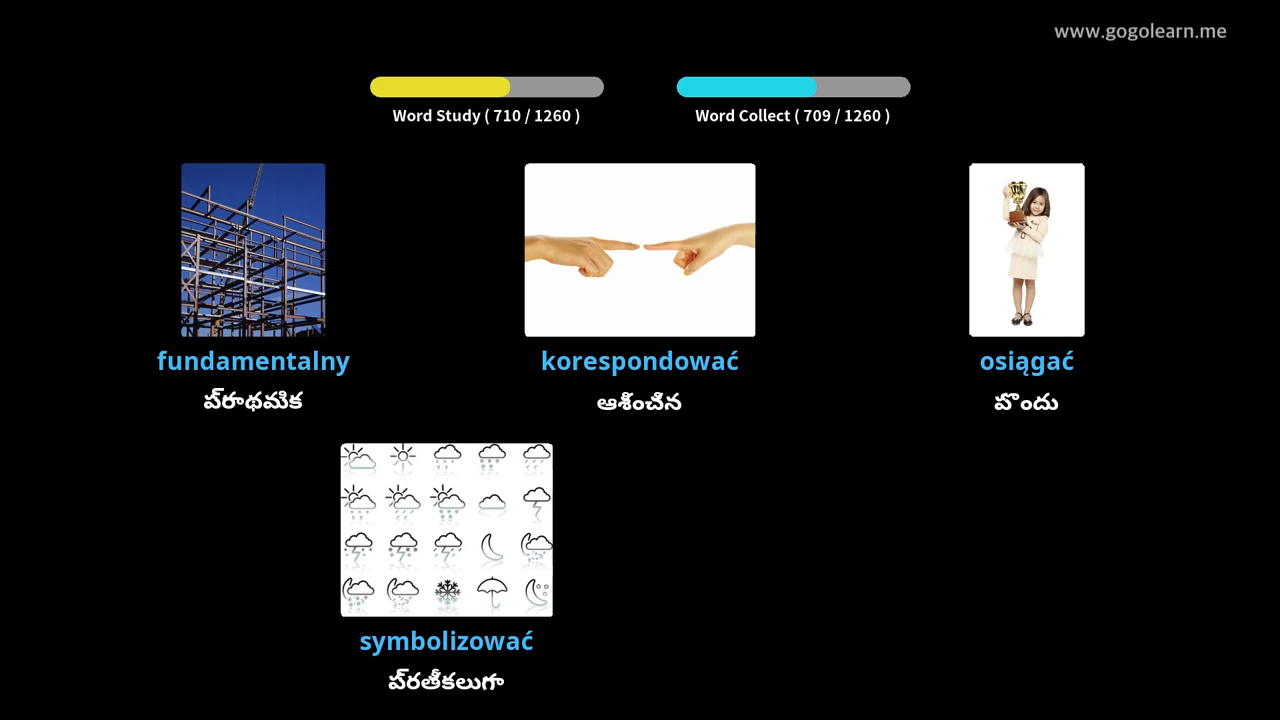 www.gogolearn.me
Word Study ( 710 / 1260 )
Word Collect ( 709 / 1260 )
fundamentalny
korespondować
osiągać
ప్రాథమిక
ఆశించిన
పొందు
symbolizować
ప్రతీకలుగా